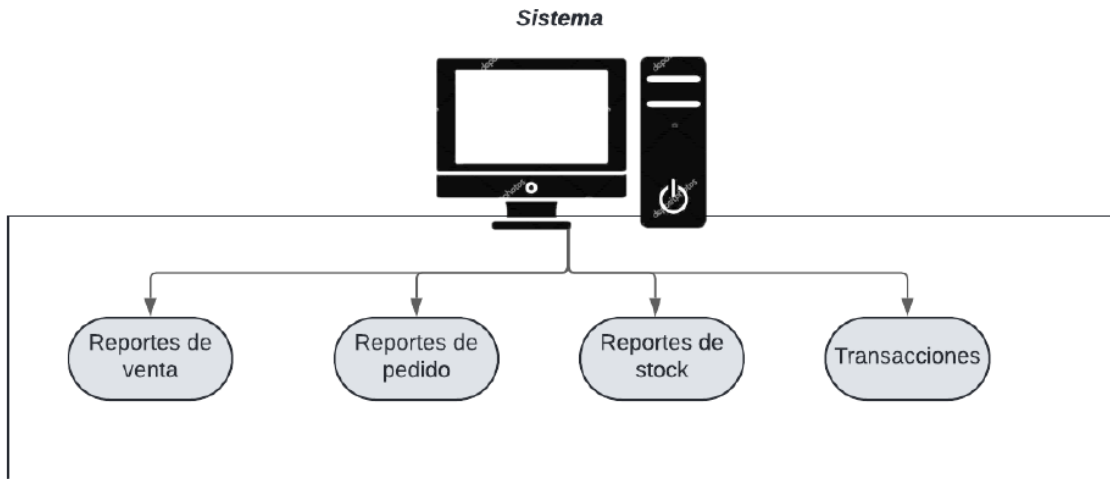 Sistema
Reportes de
venta
Reportes de
pedido
Reportes de
stock
Transacciones